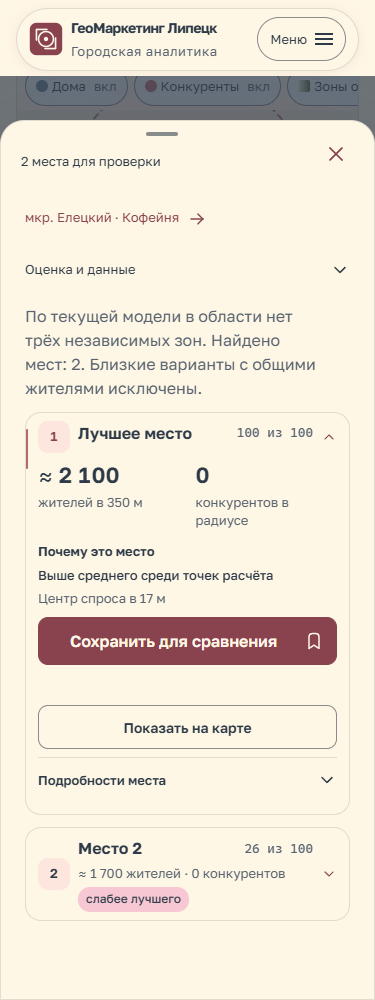 ГеоМаркетинг Липецк
Городская аналитика
Меню
Дома вкл
Конкуренты вкл
Зоны о
2 места для проверки
мкр. Елецкий · Кофейня →
Оценка и данные
По текущей модели в области нет
трёх независимых зон. Найдено
мест: 2. Близкие варианты с общими
жителями исключены.
1 Лучшее место 100 из 100
≈ 2 100 0
жителей в 350 м конкурентов в
радиусе
Почему это место
Выше среднего среди точек расчёта
Центр спроса в 17 м
Сохранить для сравнения
Показать на карте
Подробности места
Место 2 26 из 100
2 ≈ 1 700 жителей · 0 конкурентов
слабее лучшего